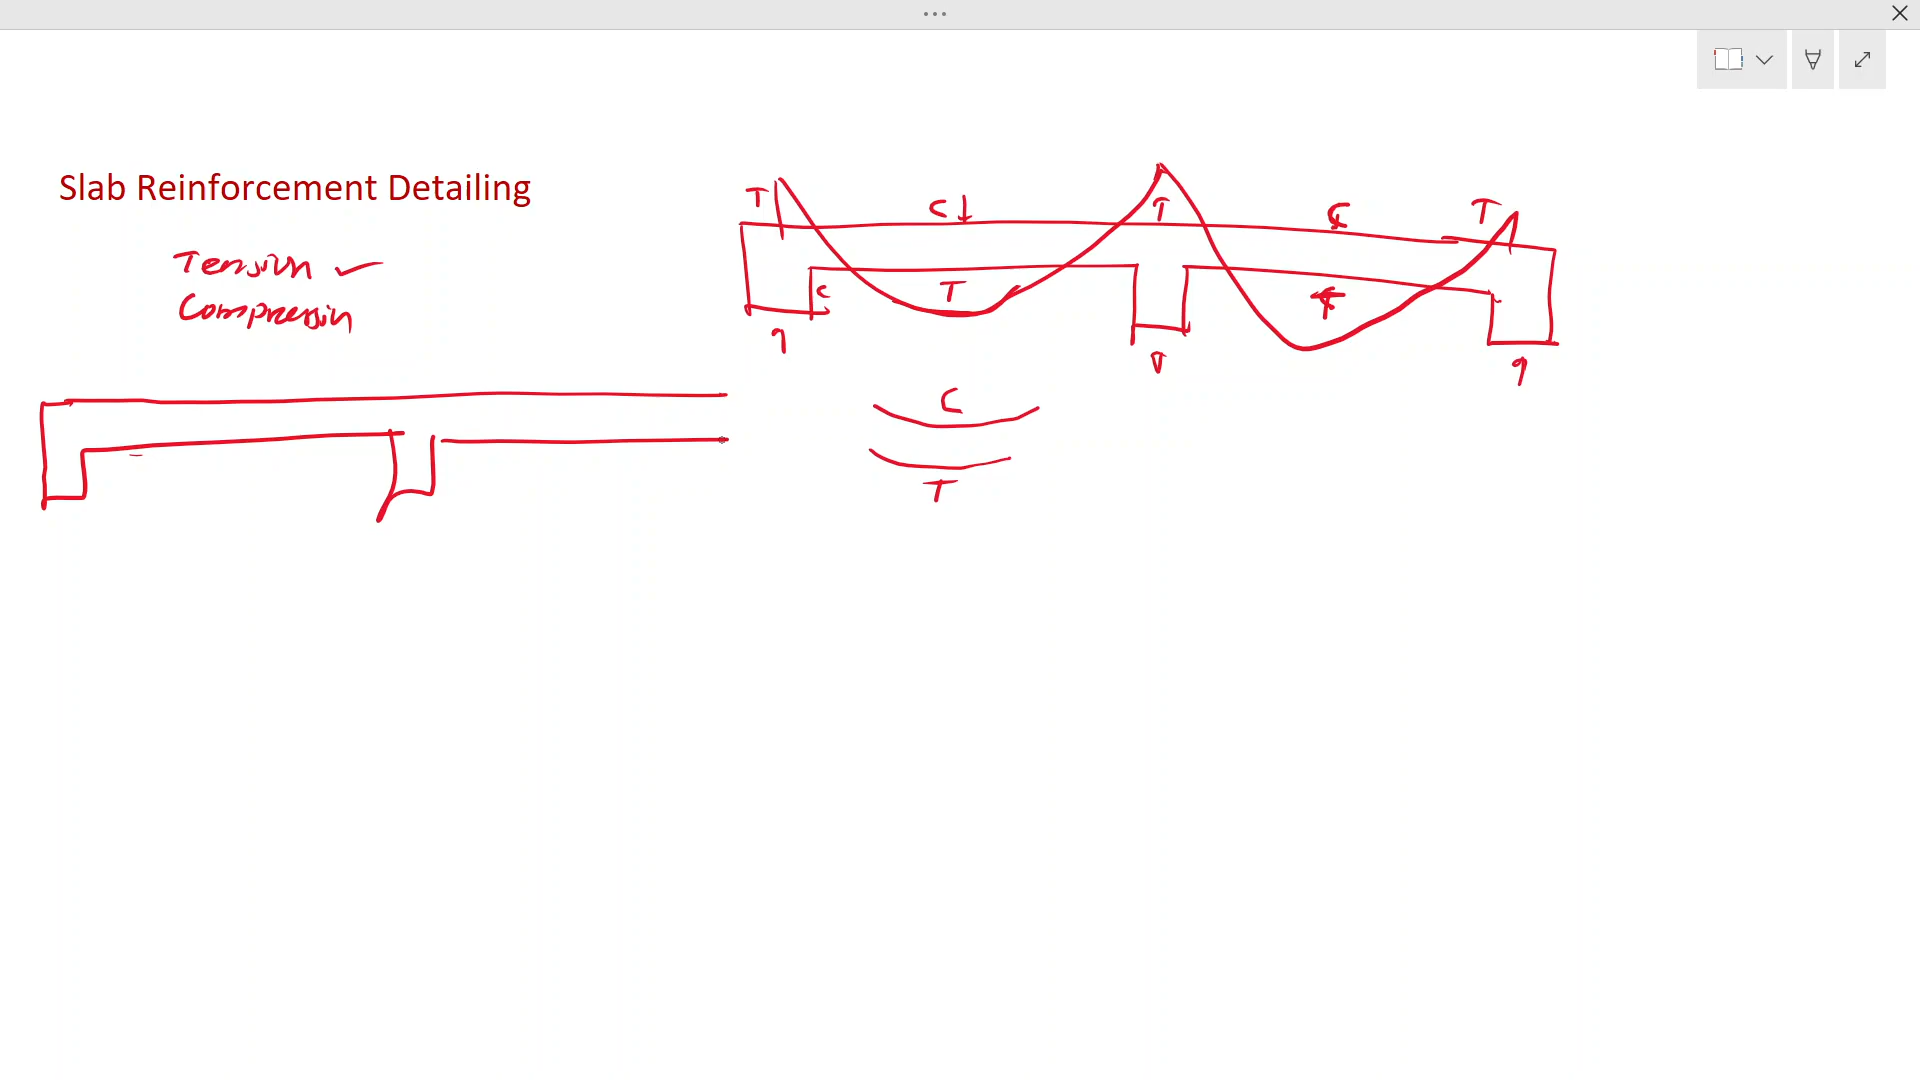 Slab Reinforcement Detailing
Tension ✓
Compression
T C T C T
C T
C
T